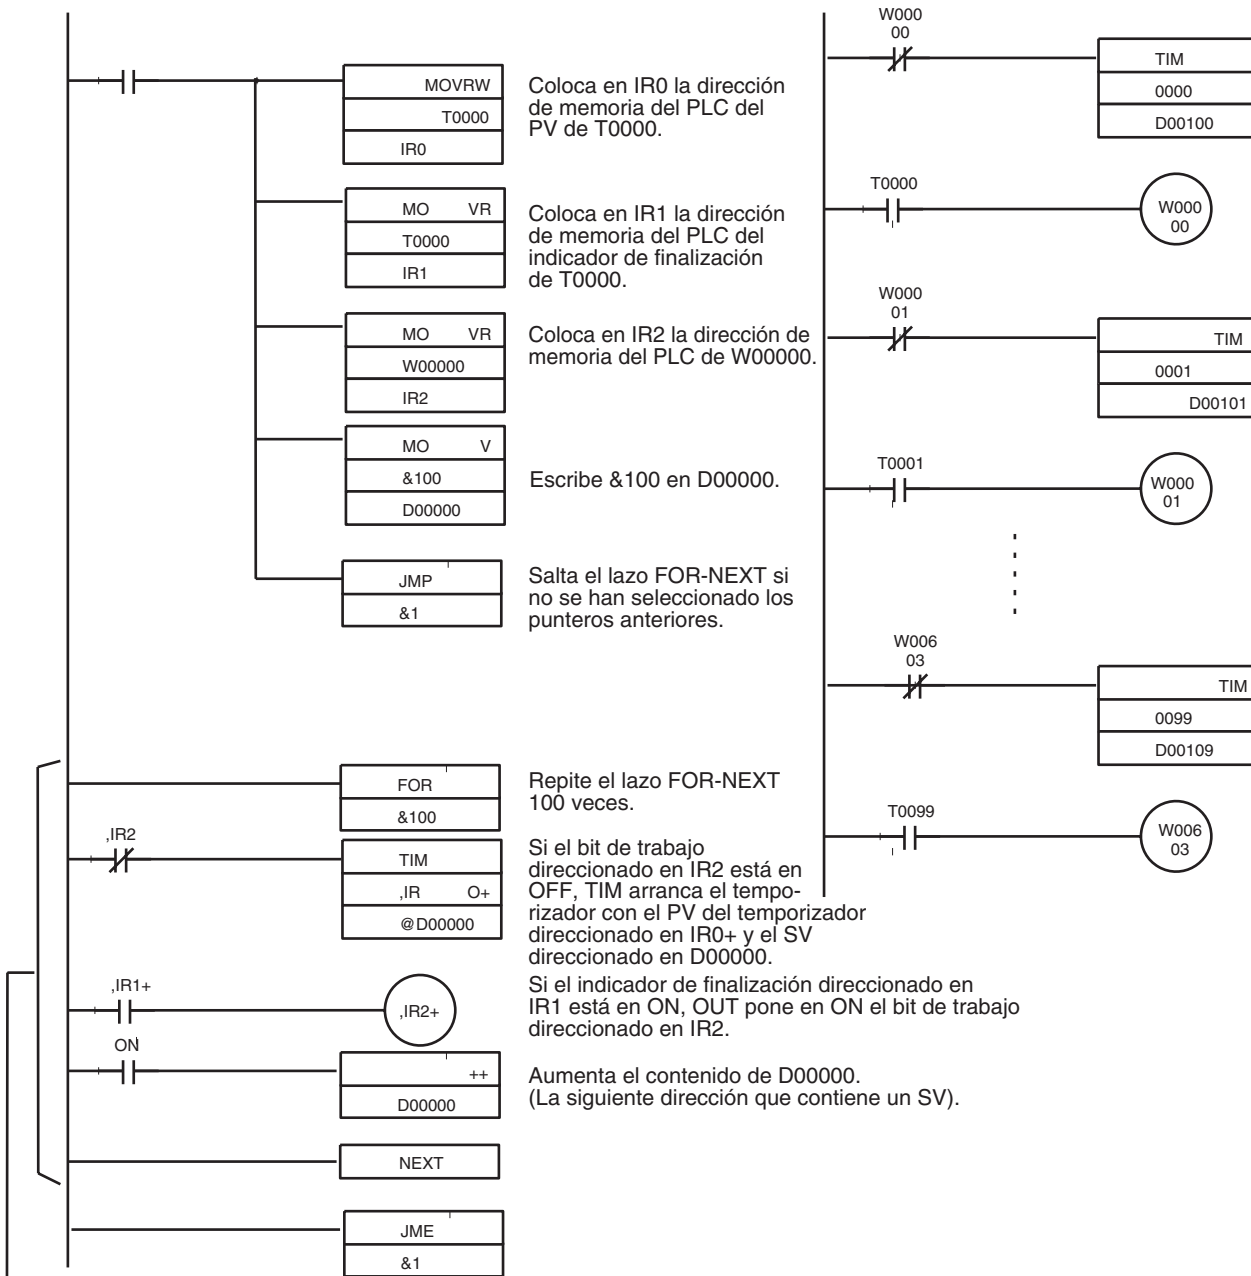 MOVRW
T0000
IR0
Coloca en IR0 la dirección
de memoria del PLC del
PV de T0000.
MO VR
T0000
IR1
Coloca en IR1 la dirección
de memoria del PLC del
indicador de finalización
de T0000.
MO VR
W00000
IR2
Coloca en IR2 la dirección de
memoria del PLC de W00000.
MO V
&100
D00000
Escribe &100 en D00000.
JMP
&1
Salta el lazo FOR-NEXT si
no se han seleccionado los
punteros anteriores.
FOR
&100
Repite el lazo FOR-NEXT
100 veces.
,IR2
TIM
,IR O+
@D00000
Si el bit de trabajo
direccionado en IR2 está en
OFF, TIM arranca el tempo-
rizador con el PV del temporizador
direccionado en IR0+ y el SV
direccionado en D00000.
,IR1+
,IR2+
Si el indicador de finalización direccionado en
IR1 está en ON, OUT pone en ON el bit de trabajo
direccionado en IR2.
ON
++
D00000
Aumenta el contenido de D00000.
(La siguiente dirección que contiene un SV).
NEXT
JME
&1
W000
00
TIM
0000
D00100
T0000
W000
00
W000
01
TIM
0001
D00101
T0001
W000
01
W006
03
TIM
0099
D00109
T0099
W006
03